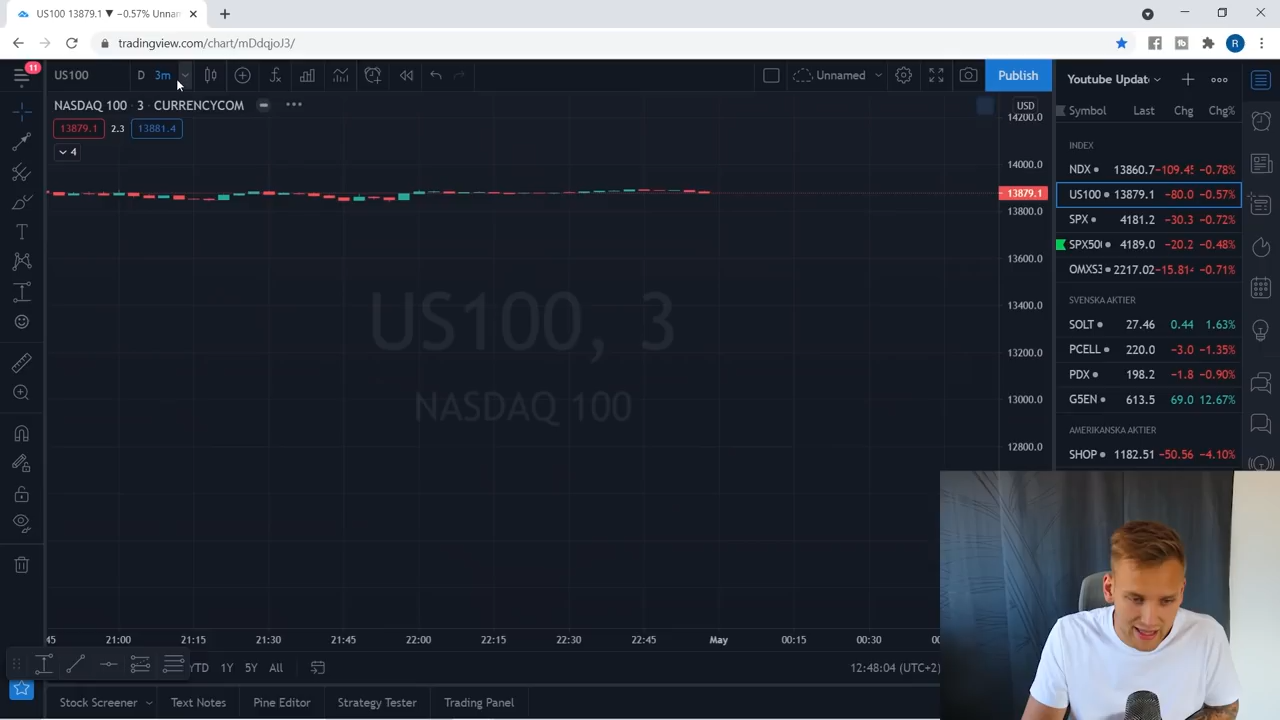 US100 13879.1 ▼ −0.57% Unnam
tradingview.com/chart/mDdqjoJ3/
R
11
US100
D
3m
Unnamed
Publish
Youtube Update
NASDAQ 100 · 3 · CURRENCYCOM
USD
13879.1
2.3
13881.4
4
14200.0
14000.0
13879.1
13800.0
13600.0
13400.0
13200.0
13000.0
12800.0
US100, 3
NASDAQ 100
Symbol Last Chg Chg%
INDEX
NDX 13860.7 −109.45 −0.78%
US100 13879.1 −80.0 −0.57%
SPX 4181.2 −30.3 −0.72%
SPX500 4189.0 −20.2 −0.48%
OMXS3 2217.02 −15.814 −0.71%
SVENSKA AKTIER
SOLT 27.46 0.44 1.63%
PCELL 220.0 −3.0 −1.35%
PDX 198.2 −1.8 −0.90%
G5EN 613.5 69.0 12.67%
AMERIKANSKA AKTIER
SHOP 1182.51 −50.56 −4.10%
45 21:00 21:15 21:30 21:45 22:00 22:15 22:30 22:45 May 00:15 00:30
YTD 1Y 5Y All
12:48:04 (UTC+2)
Stock Screener
Text Notes
Pine Editor
Strategy Tester
Trading Panel